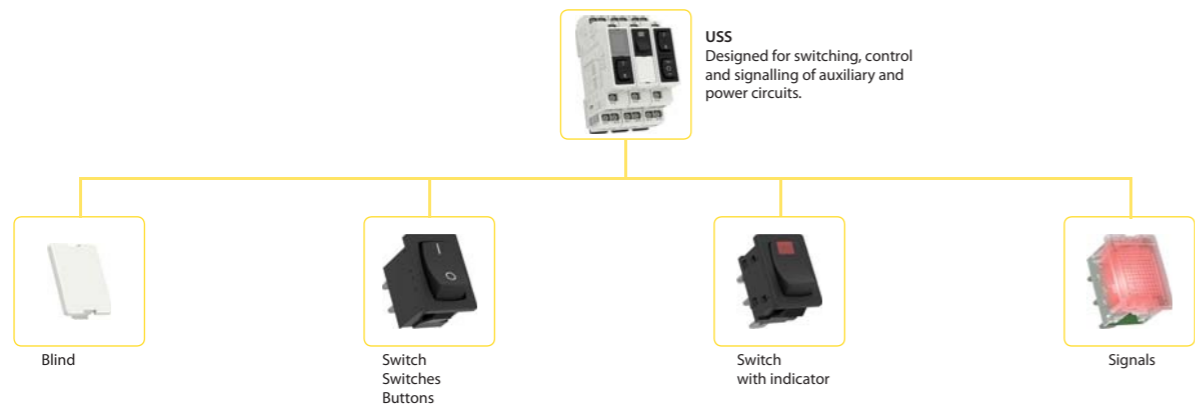 USS
Designed for switching, control
and signalling of auxiliary and
power circuits.
Blind
Switch
Switches
Buttons
Switch
with indicator
Signals